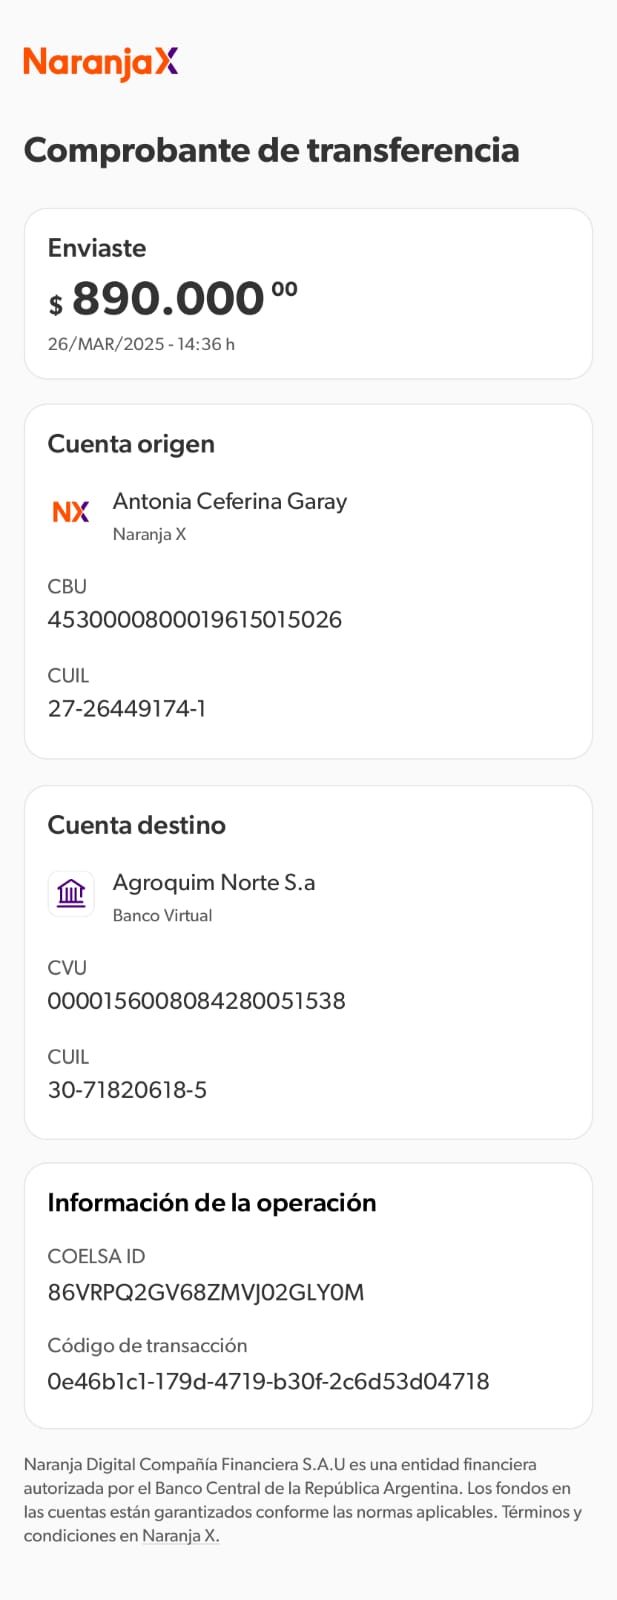 NaranjaX
Comprobante de transferencia
Enviaste
$ 890.000 00
26/MAR/2025 - 14:36 h
Cuenta origen
NX
Antonia Ceferina Garay
Naranja X
CBU
4530000800019615015026
CUIL
27-26449174-1
Cuenta destino
Agroquim Norte S.a
Banco Virtual
CVU
0000156008084280051538
CUIL
30-71820618-5
Información de la operación
COELSA ID
86VRPQ2GV68ZMVJ02GLY0M
Código de transacción
0e46b1c1-179d-4719-b30f-2c6d53d04718
Naranja Digital Compañía Financiera S.A.U es una entidad financiera
autorizada por el Banco Central de la República Argentina. Los fondos en
las cuentas están garantizados conforme las normas aplicables. Términos y
condiciones en Naranja X.